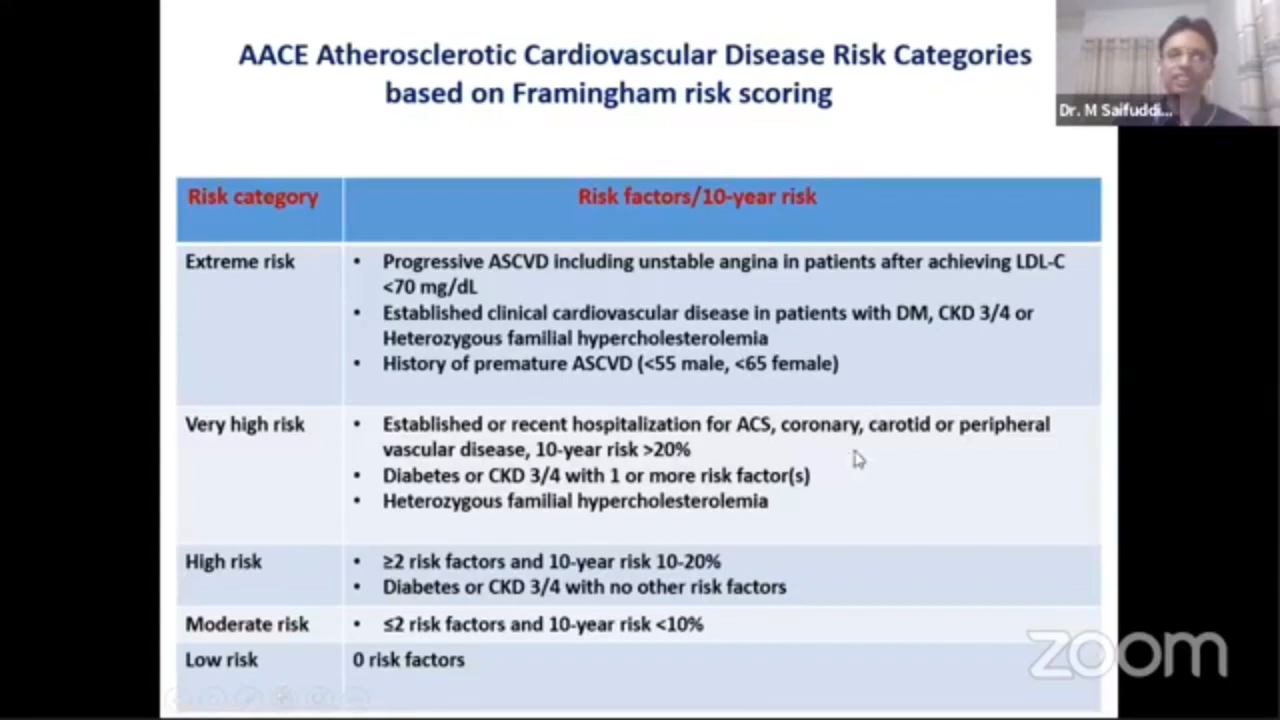 AACE Atherosclerotic Cardiovascular Disease Risk Categories
based on Framingham risk scoring
Dr. M Saifuddi...
Risk category
Risk factors/10-year risk
Extreme risk
• Progressive ASCVD including unstable angina in patients after achieving LDL-C
<70 mg/dL
• Established clinical cardiovascular disease in patients with DM, CKD 3/4 or
Heterozygous familial hypercholesterolemia
• History of premature ASCVD (<55 male, <65 female)
Very high risk
• Established or recent hospitalization for ACS, coronary, carotid or peripheral
vascular disease, 10-year risk >20%
• Diabetes or CKD 3/4 with 1 or more risk factor(s)
• Heterozygous familial hypercholesterolemia
High risk
• ≥2 risk factors and 10-year risk 10-20%
• Diabetes or CKD 3/4 with no other risk factors
Moderate risk
• ≤2 risk factors and 10-year risk <10%
Low risk
0 risk factors
zoom